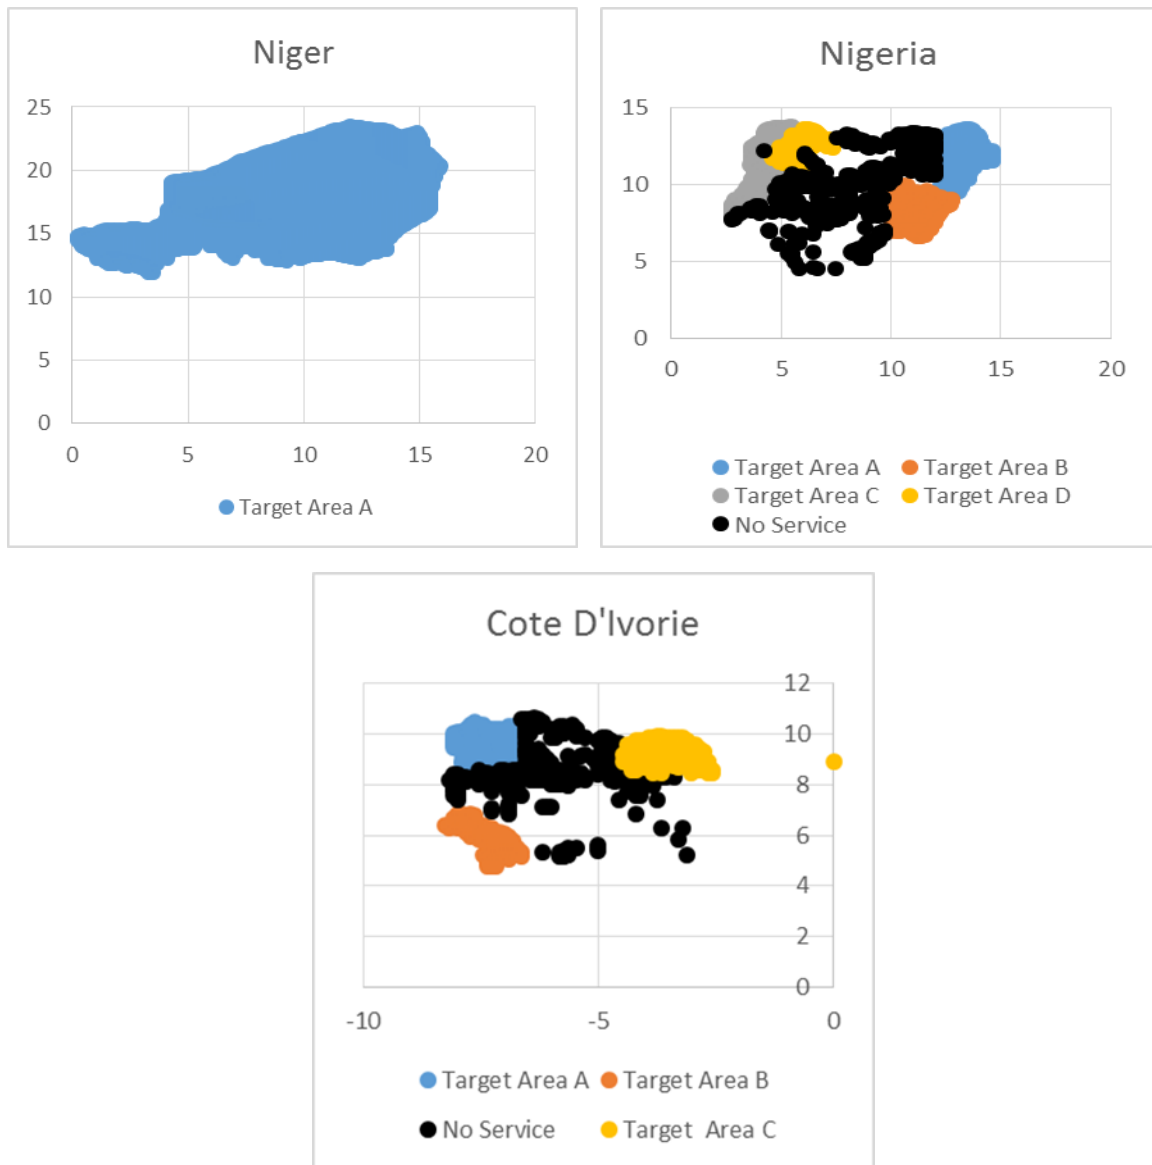 Niger
25
20
15
10
5
0
0 5 10 15 20
Target Area A
Nigeria
15
10
5
0
0 5 10 15 20
Target Area A Target Area B
Target Area C Target Area D
No Service
Cote D'Ivorie
12
10
8
6
4
2
0
-10 -5 0
Target Area A Target Area B
No Service Target Area C